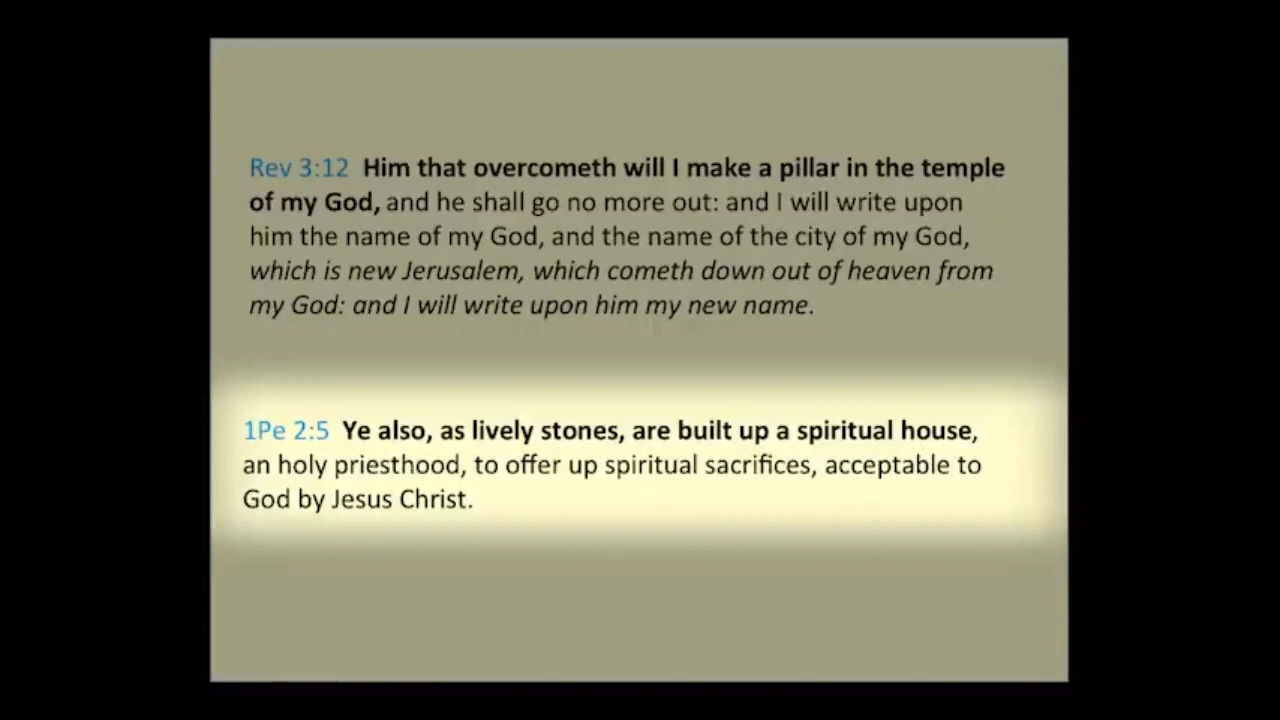 Rev 3:12 Him that overcometh will I make a pillar in the temple
of my God, and he shall go no more out: and I will write upon
him the name of my God, and the name of the city of my God,
which is new Jerusalem, which cometh down out of heaven from
my God: and I will write upon him my new name.
1Pe 2:5 Ye also, as lively stones, are built up a spiritual house,
an holy priesthood, to offer up spiritual sacrifices, acceptable to
God by Jesus Christ.